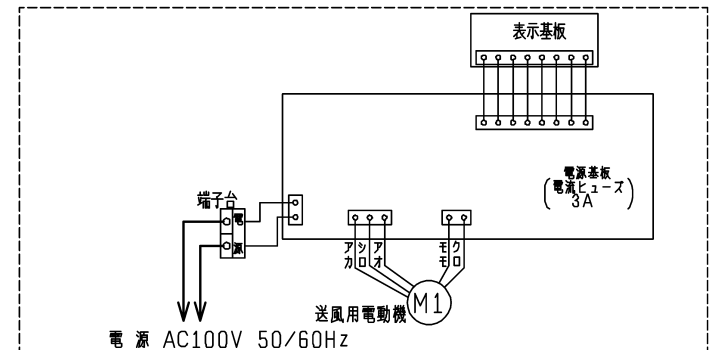 表示基板
電源基板
(電流ヒューズ)
3A
端子台
電
源
アカ
シロ
アオ
モモ
クロ
送風用電動機
M1
電 源 AC100V 50/60Hz